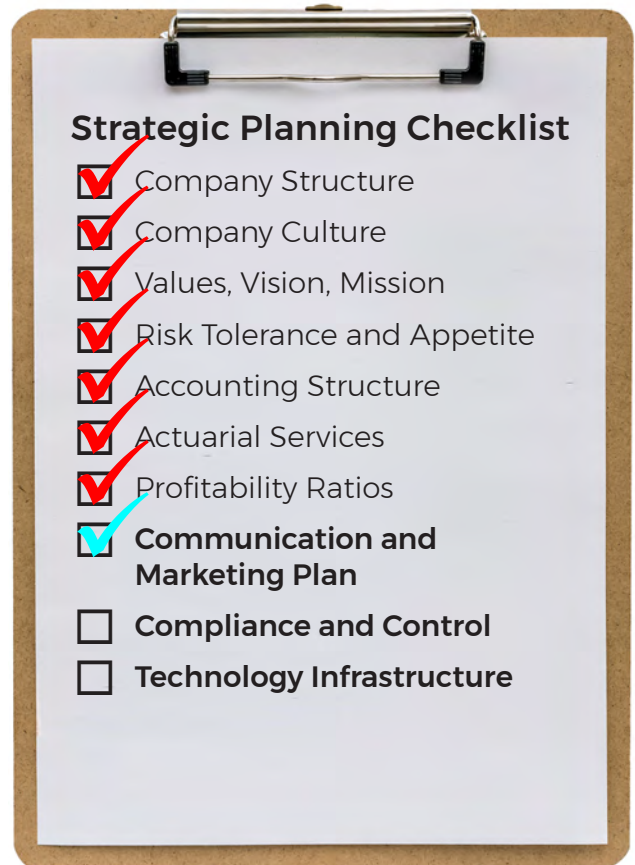 Strategic Planning Checklist
Company Structure
Company Culture
Values, Vision, Mission
Risk Tolerance and Appetite
Accounting Structure
Actuarial Services
Profitability Ratios
Communication and
Marketing Plan
Compliance and Control
Technology Infrastructure